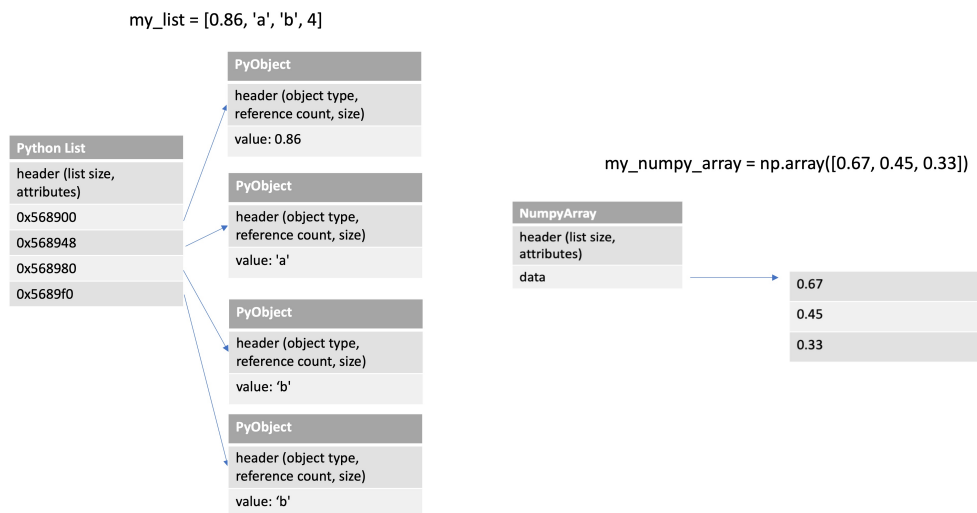 my_list = [0.86, 'a', 'b', 4]
Python List
header (list size,
attributes)
0x568900
0x568948
0x568980
0x5689f0
PyObject
header (object type,
reference count, size)
value: 0.86
PyObject
header (object type,
reference count, size)
value: 'a'
PyObject
header (object type,
reference count, size)
value: ‘b'
PyObject
header (object type,
reference count, size)
value: ‘b'
my_numpy_array = np.array([0.67, 0.45, 0.33])
NumpyArray
header (list size,
attributes)
data
0.67
0.45
0.33